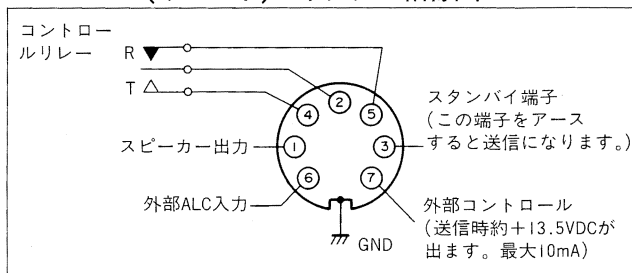 コントロー
ルリレー
R
T
②
④
⑤
スピーカー出力
①
③
スタンバイ端子
(この端子をアース
すると送信になります。)
外部ALC入力
⑥
⑦
外部コントロール
(送信時約+13.5VDCが
出ます。最大10mA)
GND